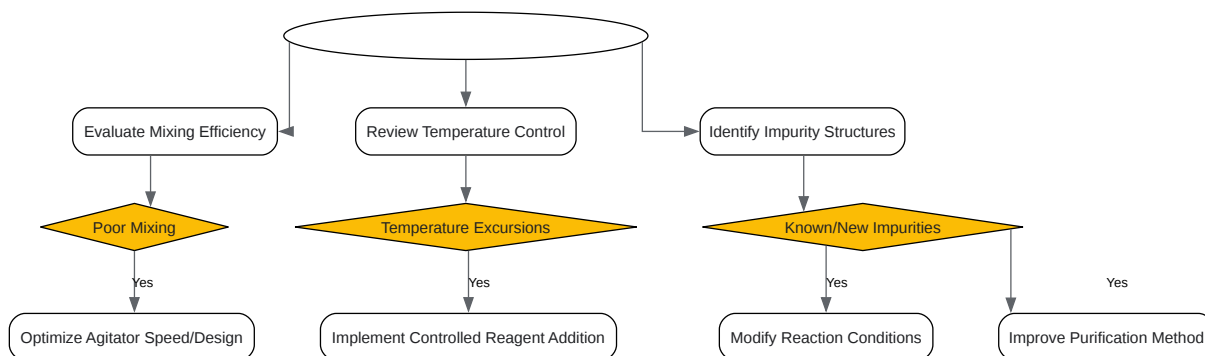 Evaluate Mixing Efficiency
Review Temperature Control
Identify Impurity Structures
Poor Mixing
Temperature Excursions
Known/New Impurities
Yes
Yes
Yes
Yes
Optimize Agitator Speed/Design
Implement Controlled Reagent Addition
Modify Reaction Conditions
Improve Purification Method